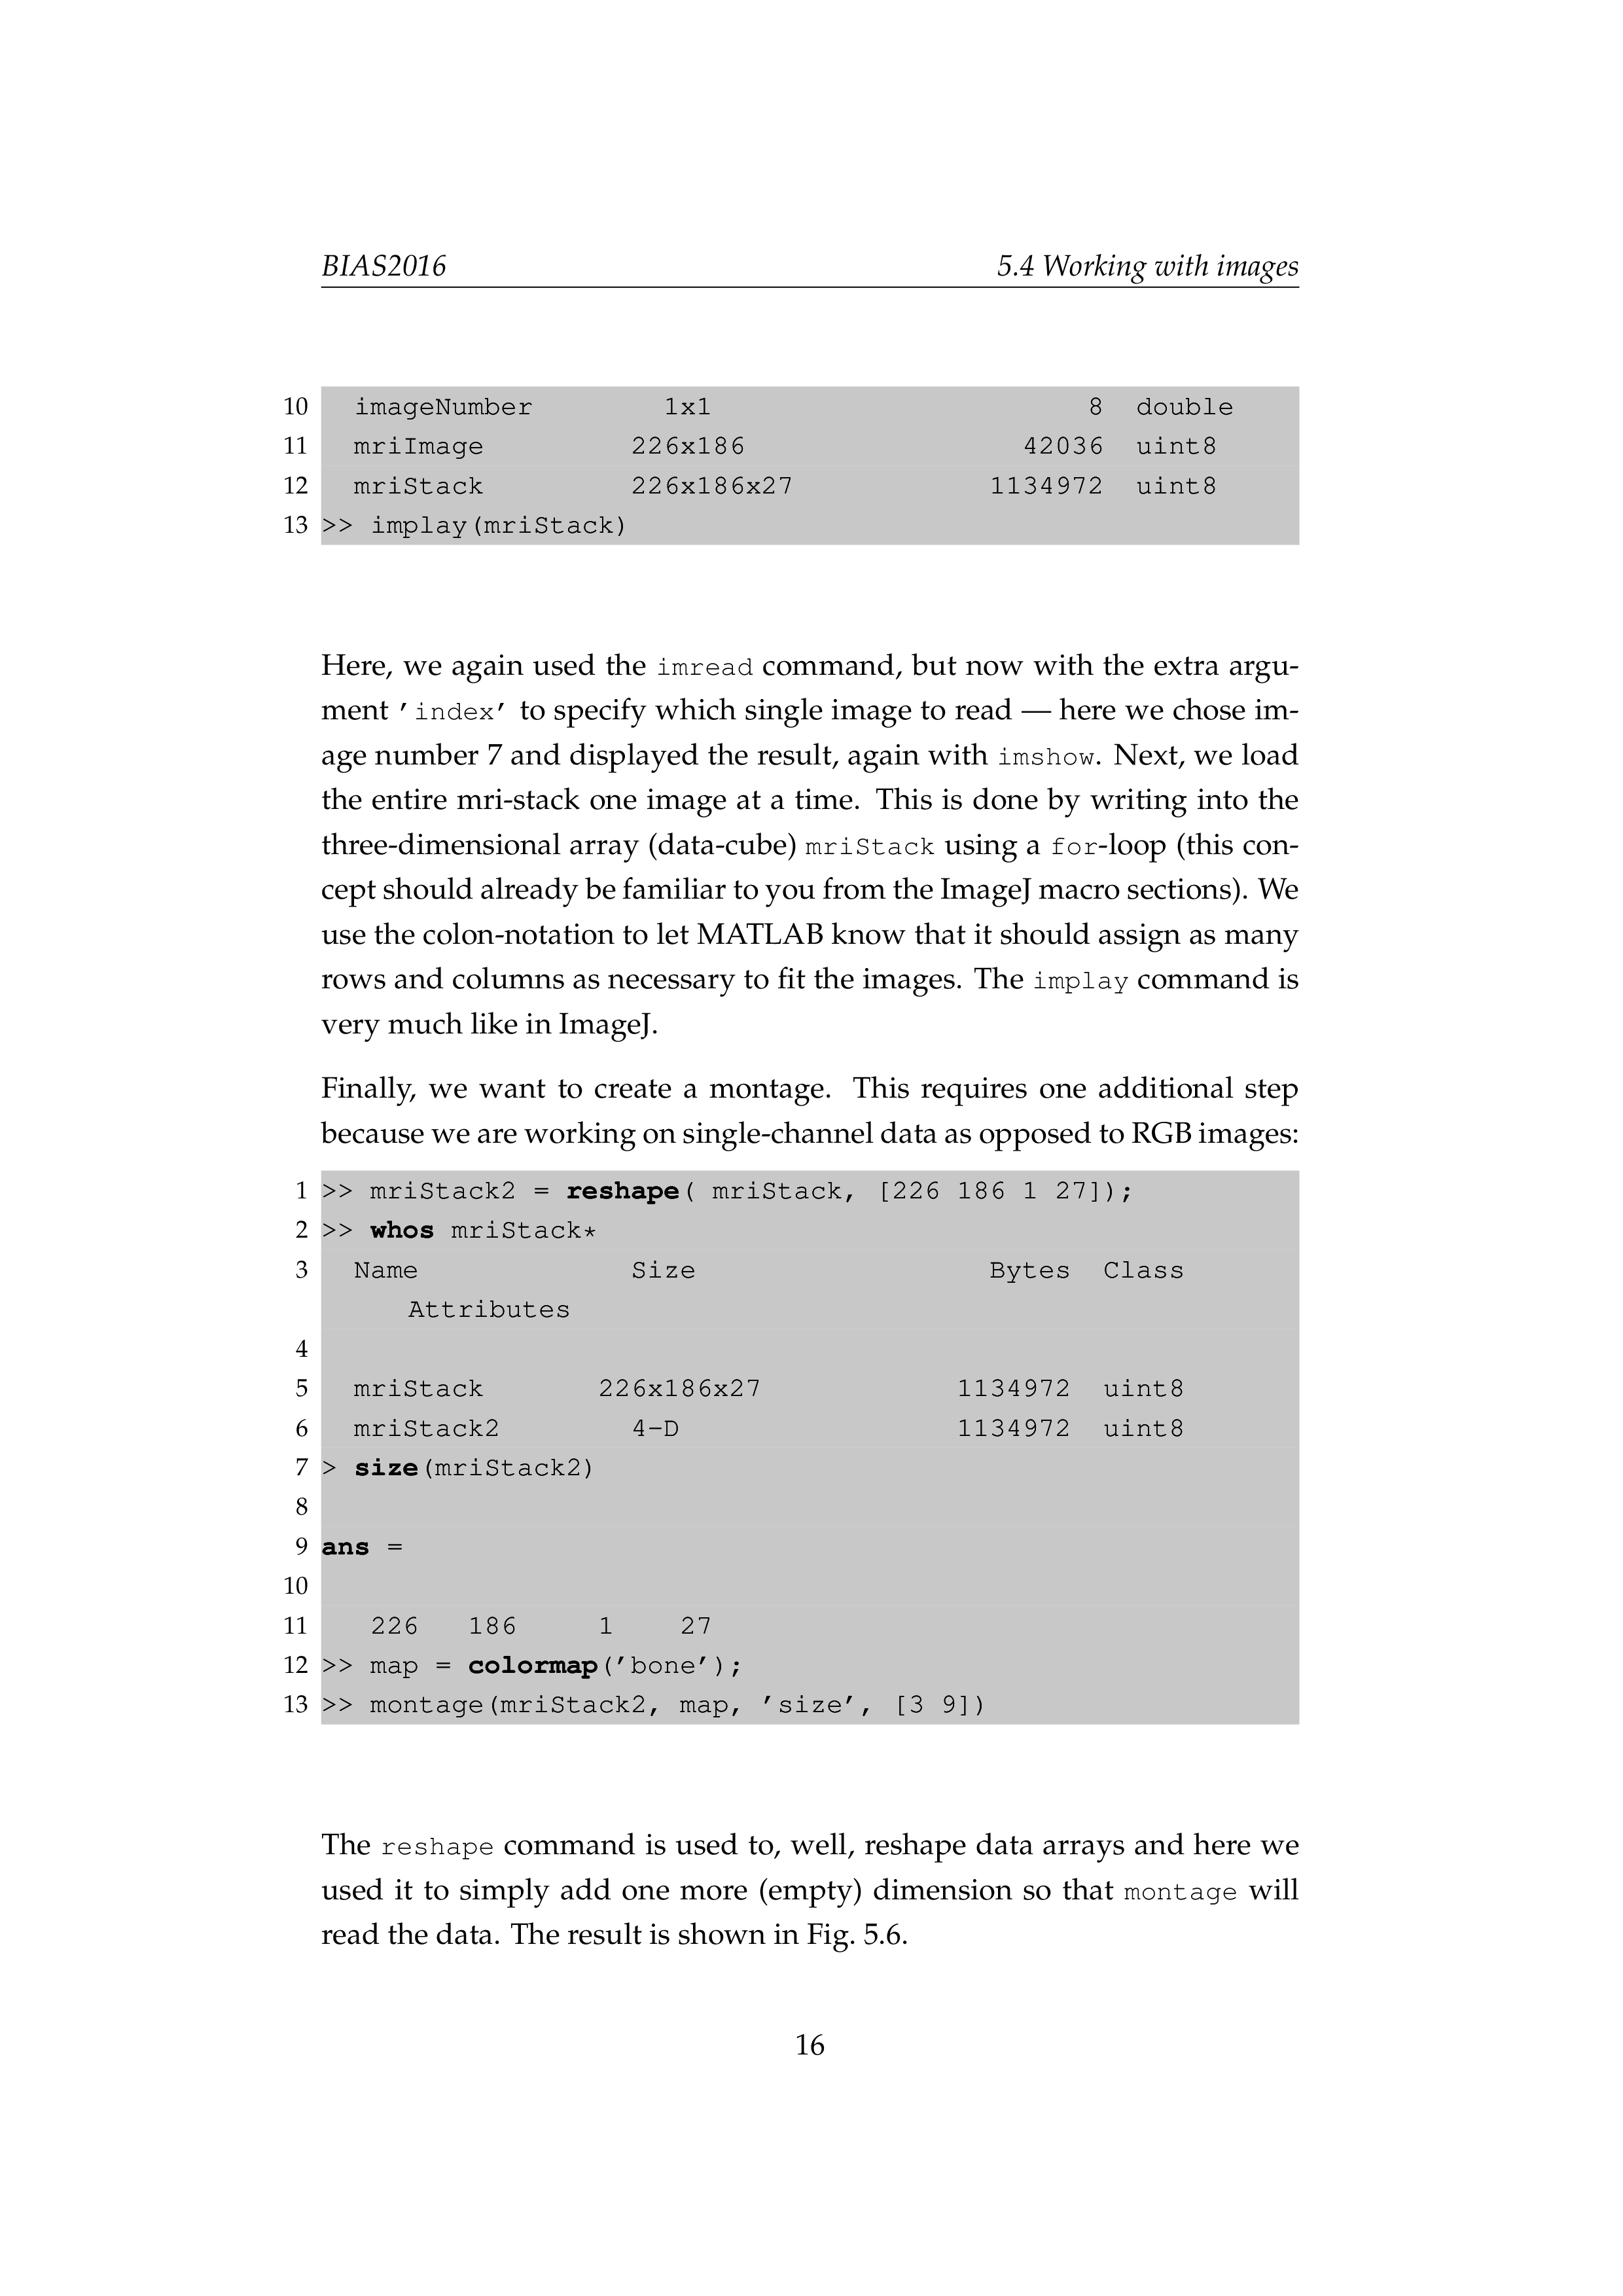 BIAS2016 5.4 Working with images
10 imageNumber 1x1 8 double
11 mriImage 226x186 42036 uint8
12 mriStack 226x186x27 1134972 uint8
13 >> implay(mriStack)
Here, we again used the imread command, but now with the extra argu-
ment 'index' to specify which single image to read — here we chose im-
age number 7 and displayed the result, again with imshow. Next, we load
the entire mri-stack one image at a time. This is done by writing into the
three-dimensional array (data-cube) mriStack using a for-loop (this con-
cept should already be familiar to you from the ImageJ macro sections). We
use the colon-notation to let MATLAB know that it should assign as many
rows and columns as necessary to fit the images. The implay command is
very much like in ImageJ.
Finally, we want to create a montage. This requires one additional step
because we are working on single-channel data as opposed to RGB images:
1 >> mriStack2 = reshape( mriStack, [226 186 1 27]);
2 >> whos mriStack*
3 Name Size Bytes Class
Attributes
4
5 mriStack 226x186x27 1134972 uint8
6 mriStack2 4-D 1134972 uint8
7 > size(mriStack2)
8
9 ans =
10
11 226 186 1 27
12 >> map = colormap('bone');
13 >> montage(mriStack2, map, 'size', [3 9])
The reshape command is used to, well, reshape data arrays and here we
used it to simply add one more (empty) dimension so that montage will
read the data. The result is shown in Fig. 5.6.
16